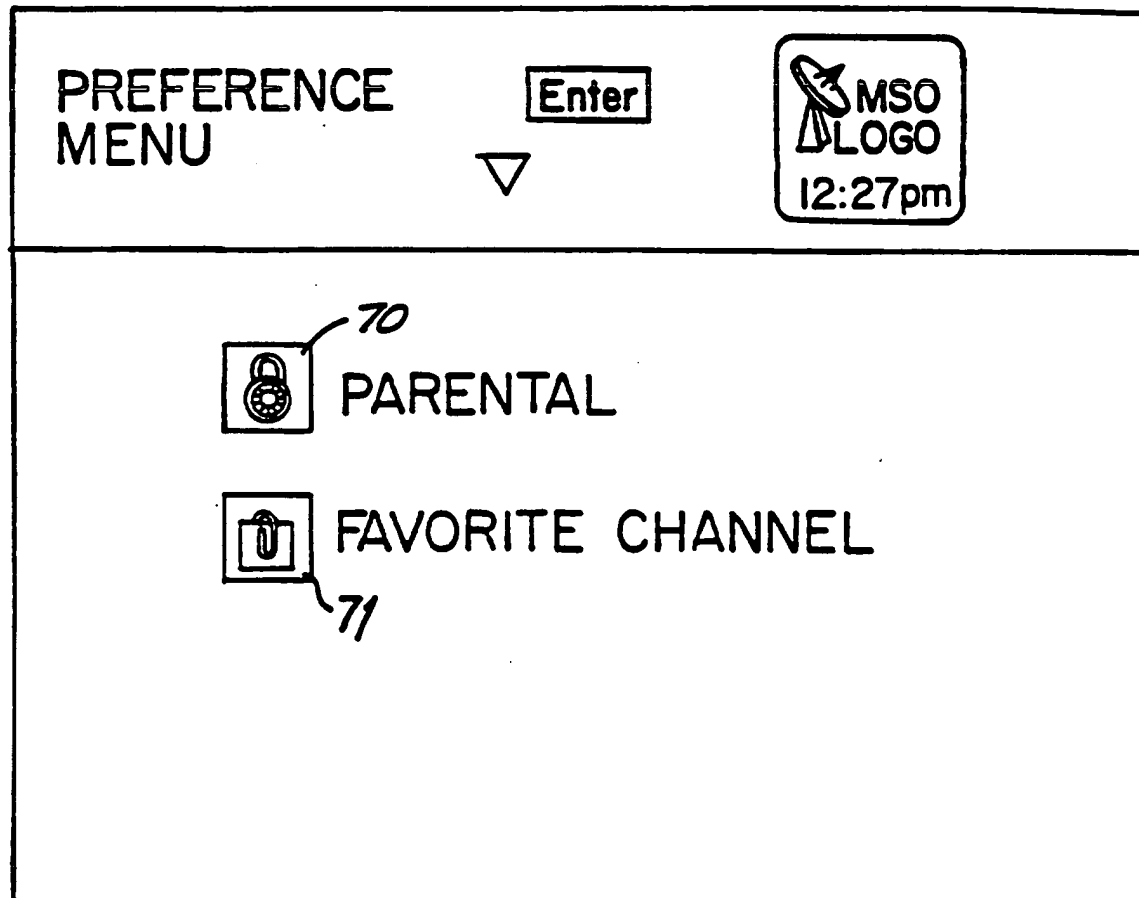 PREFERENCE
MENU
Enter
MSO
LOGO
12:27pm
70
PARENTAL
FAVORITE CHANNEL
71